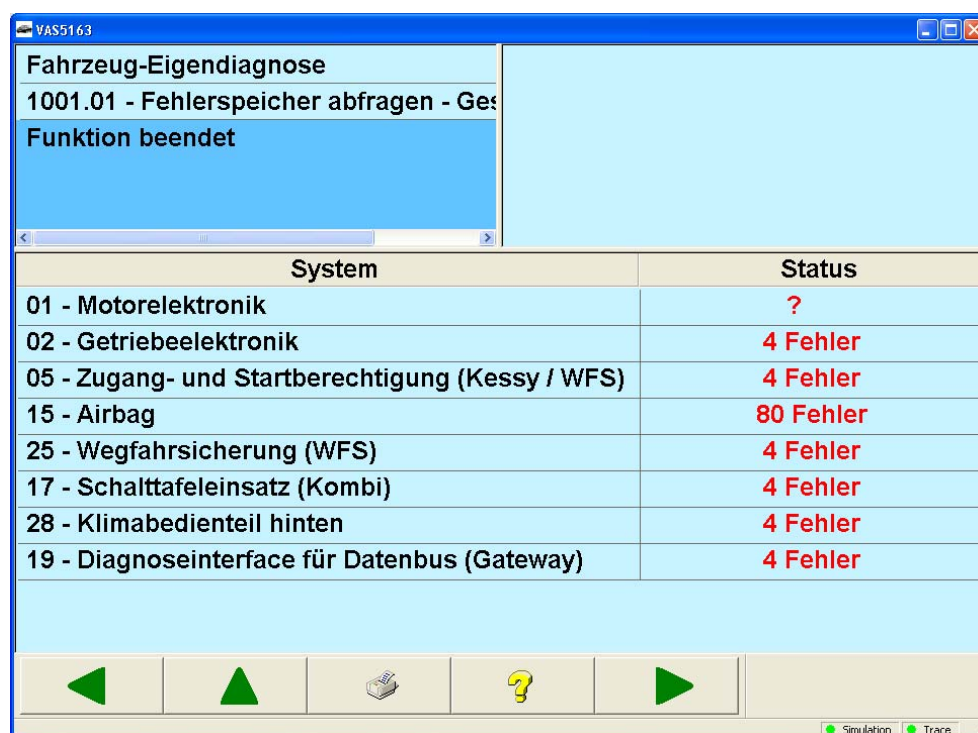 VAS5163
Fahrzeug-Eigendiagnose
1001.01 - Fehlerspeicher abfragen - Ges
Funktion beendet
System Status
01 - Motorelektronik ?
02 - Getriebeelektronik 4 Fehler
05 - Zugang- und Startberechtigung (Kessy / WFS) 4 Fehler
15 - Airbag 80 Fehler
25 - Wegfahrsicherung (WFS) 4 Fehler
17 - Schalttafeleinsatz (Kombi) 4 Fehler
28 - Klimabedienteil hinten 4 Fehler
19 - Diagnoseinterface für Datenbus (Gateway) 4 Fehler
?
Simulation Trace